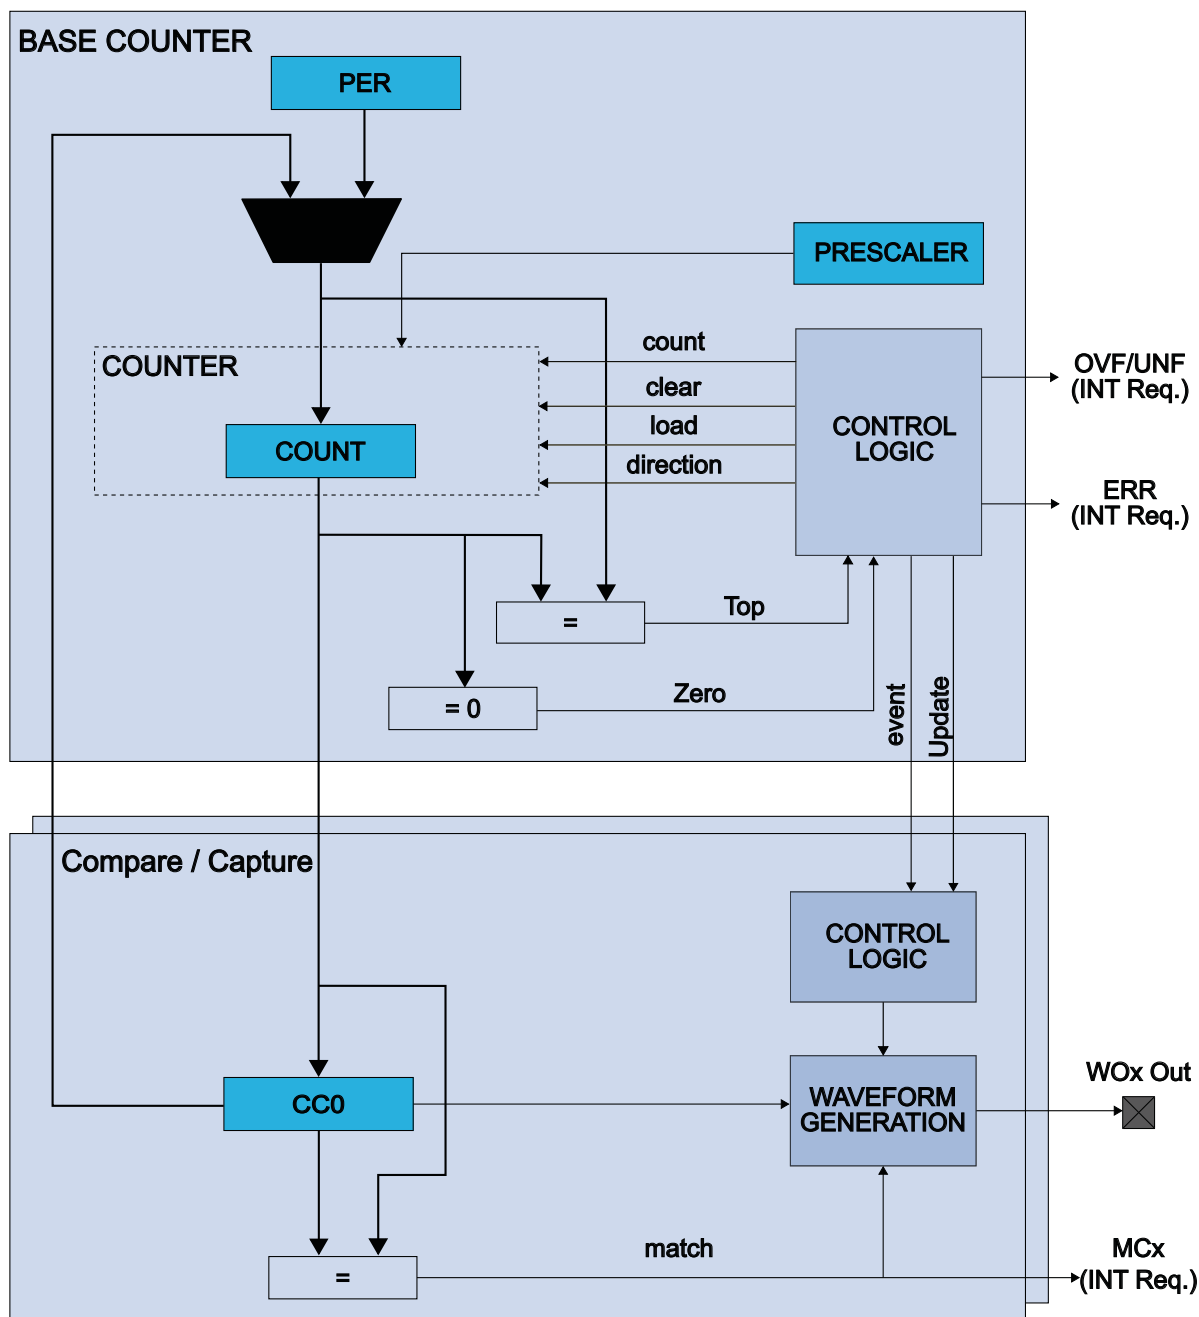 BASE COUNTER
PER
PRESCALER
COUNTER
COUNT
count
clear
load
direction
CONTROL
LOGIC
OVF/UNF
(INT Req.)
ERR
(INT Req.)
=
Top
= 0
Zero
event
Update
Compare / Capture
CONTROL
LOGIC
CC0
WAVEFORM
GENERATION
WOx Out
=
match
MCx
(INT Req.)